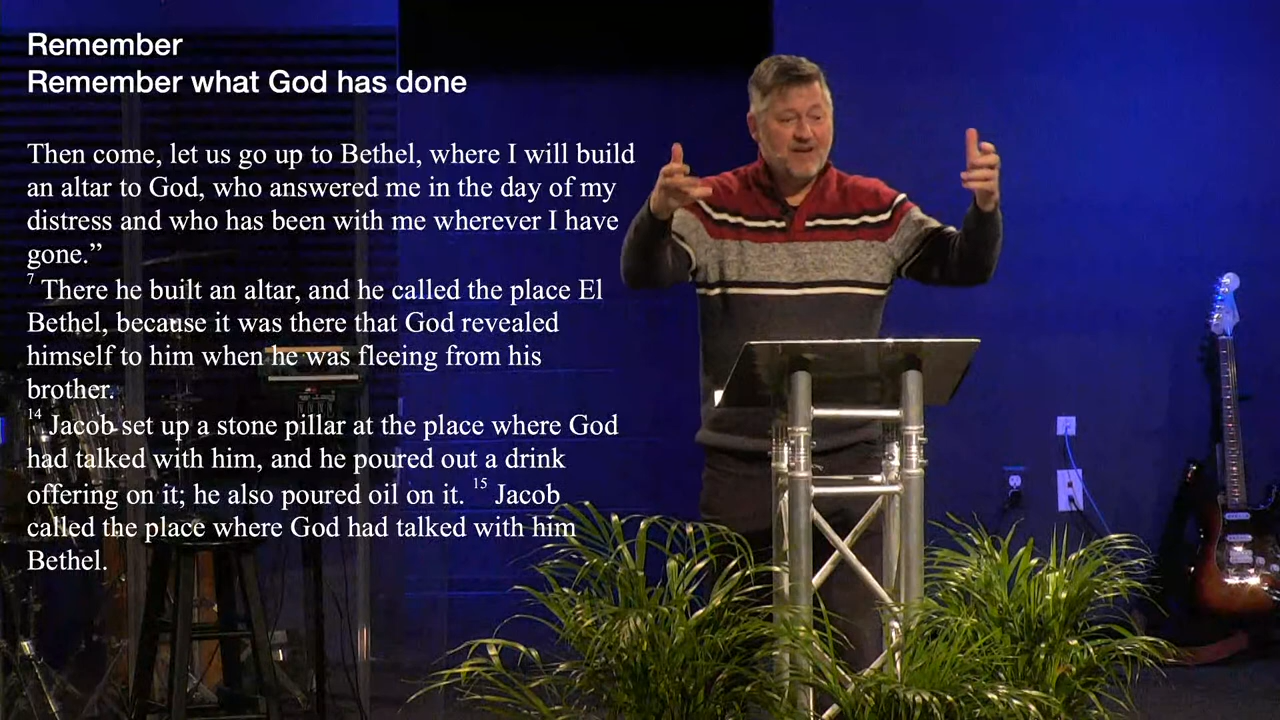 Remember
Remember what God has done
Then come, let us go up to Bethel, where I will build
an altar to God, who answered me in the day of my
distress and who has been with me wherever I have
gone.”
7 There he built an altar, and he called the place El
Bethel, because it was there that God revealed
himself to him when he was fleeing from his
brother.
14 Jacob set up a stone pillar at the place where God
had talked with him, and he poured out a drink
offering on it; he also poured oil on it. 15 Jacob
called the place where God had talked with him
Bethel.